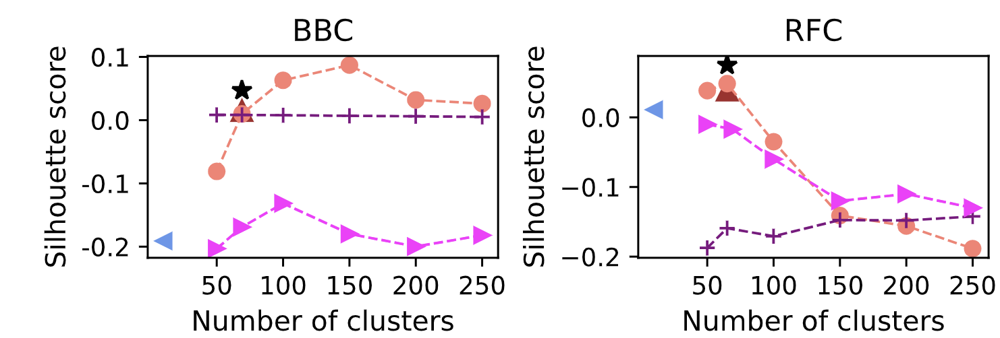 BBC
Silhouette score
0.1
0.0
-0.1
-0.2
50 100 150 200 250
Number of clusters
RFC
Silhouette score
0.0
−0.1
−0.2
50 100 150 200 250
Number of clusters